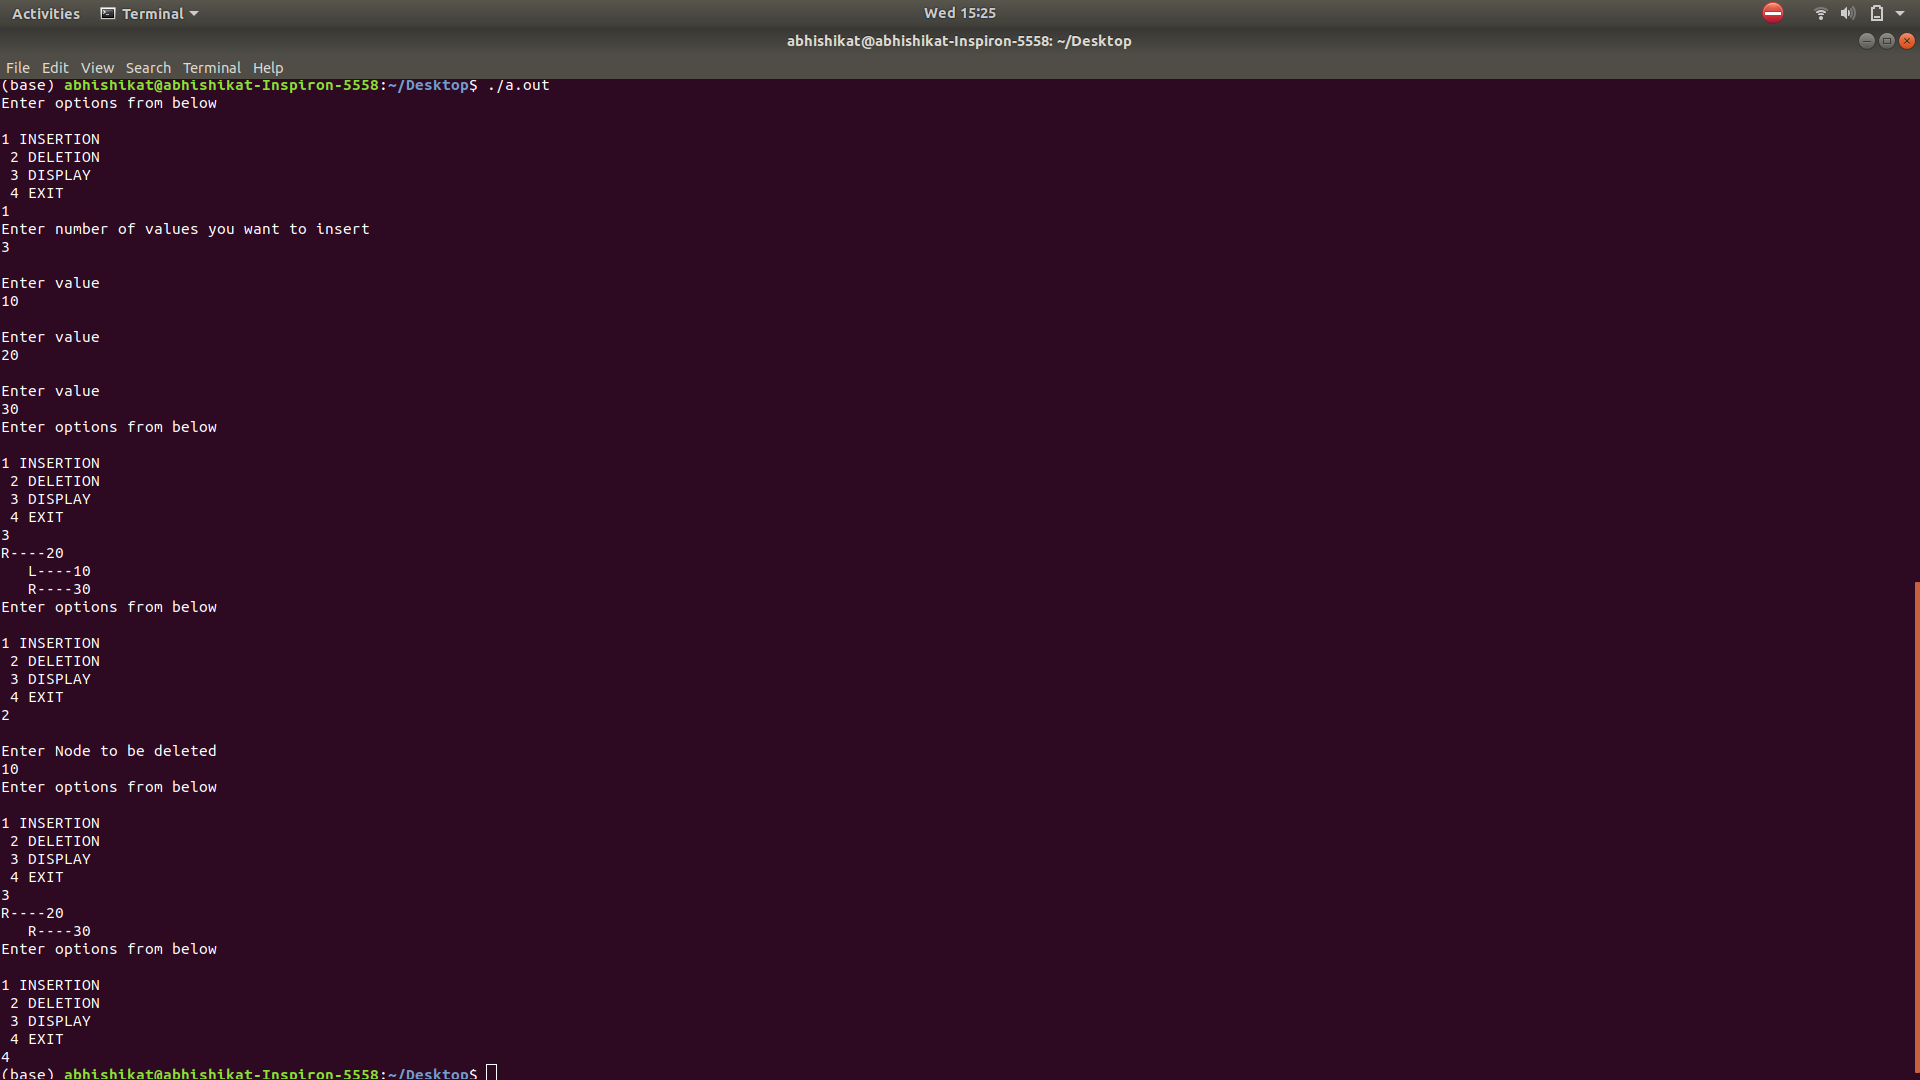 Activities Terminal Wed 15:25
abhishikat@abhishikat-Inspiron-5558: ~/Desktop
File Edit View Search Terminal Help
(base) abhishikat@abhishikat-Inspiron-5558:~/Desktop$ ./a.out
Enter options from below
1 INSERTION
2 DELETION
3 DISPLAY
4 EXIT
1
Enter number of values you want to insert
3
Enter value
10
Enter value
20
Enter value
30
Enter options from below
1 INSERTION
2 DELETION
3 DISPLAY
4 EXIT
3
R----20
L----10
R----30
Enter options from below
1 INSERTION
2 DELETION
3 DISPLAY
4 EXIT
2
Enter Node to be deleted
10
Enter options from below
1 INSERTION
2 DELETION
3 DISPLAY
4 EXIT
3
R----20
R----30
Enter options from below
1 INSERTION
2 DELETION
3 DISPLAY
4 EXIT
4
(base) abhishikat@abhishikat-Inspiron-5558:~/Desktop$